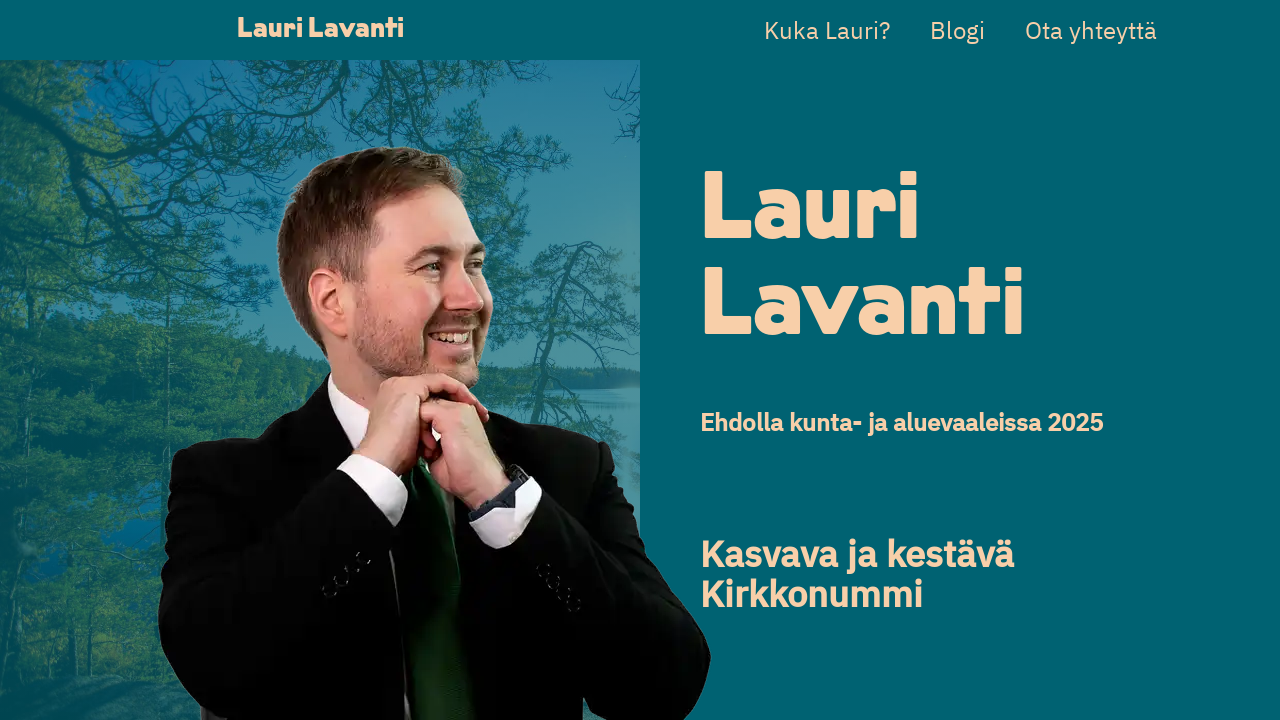 Lauri Lavanti
Kuka Lauri?
Blogi
Ota yhteyttä
Lauri
Lavanti
Ehdolla kunta- ja aluevaaleissa 2025
Kasvava ja kestävä
Kirkkonummi